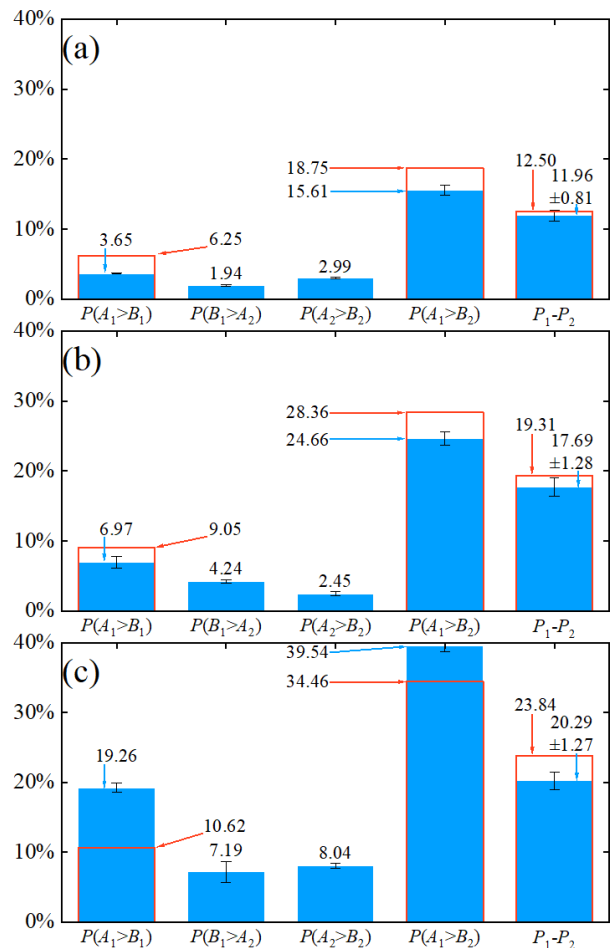 40%
(a)
30%
20%
10%
0%
3.65
6.25
1.94
2.99
18.75
15.61
12.50
11.96
±0.81
P(A₁>B₁)
P(B₁>A₂)
P(A₂>B₂)
P(A₁>B₂)
P₁-P₂
40%
(b)
30%
20%
10%
0%
6.97
9.05
4.24
2.45
28.36
24.66
19.31
17.69
±1.28
P(A₁>B₁)
P(B₁>A₂)
P(A₂>B₂)
P(A₁>B₂)
P₁-P₂
40%
(c)
30%
20%
10%
0%
19.26
10.62
7.19
8.04
39.54
34.46
23.84
20.29
±1.27
P(A₁>B₁)
P(B₁>A₂)
P(A₂>B₂)
P(A₁>B₂)
P₁-P₂